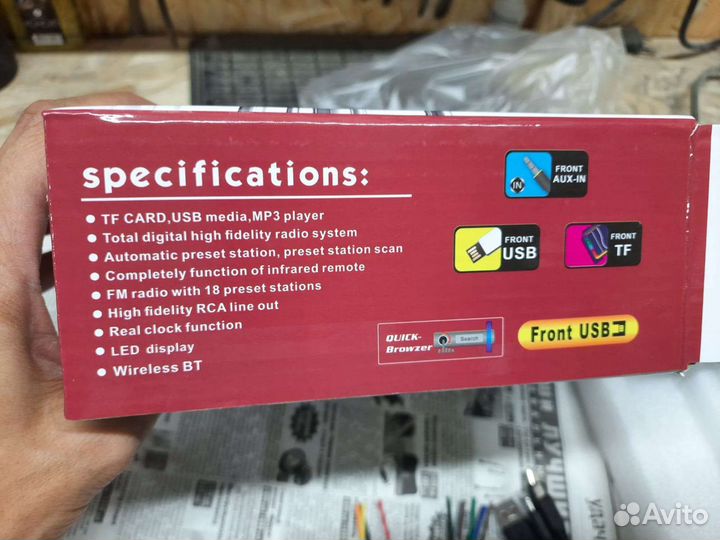 specifications:
FRONT
AUX-IN
IN
● TF CARD,USB media,MP3 player
● Total digital high fidelity radio system
● Automatic preset station, preset station scan
● Completely function of infrared remote
● FM radio with 18 preset stations
● High fidelity RCA line out
● Real clock function
● LED display
● Wireless BT
FRONT
USB
FRONT
TF
QUICK-
Browzer
Search
Front USB
Avito